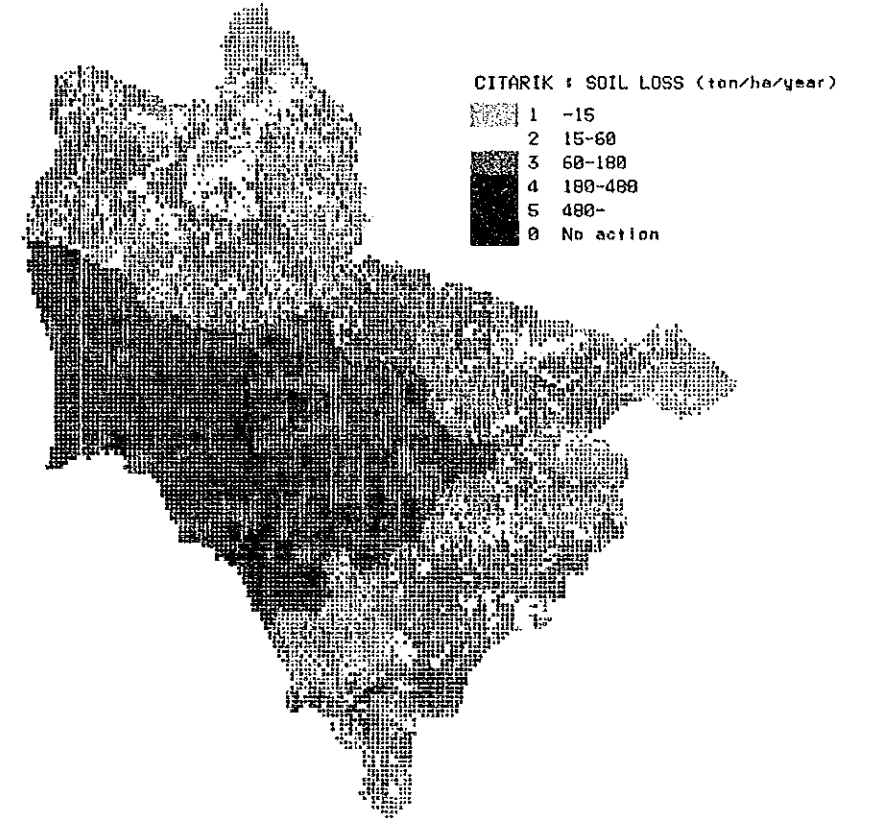 CITARIK : SOIL LOSS (ton/ha/year)
1 -15
2 15-60
3 60-180
4 180-480
5 480-
0 No action